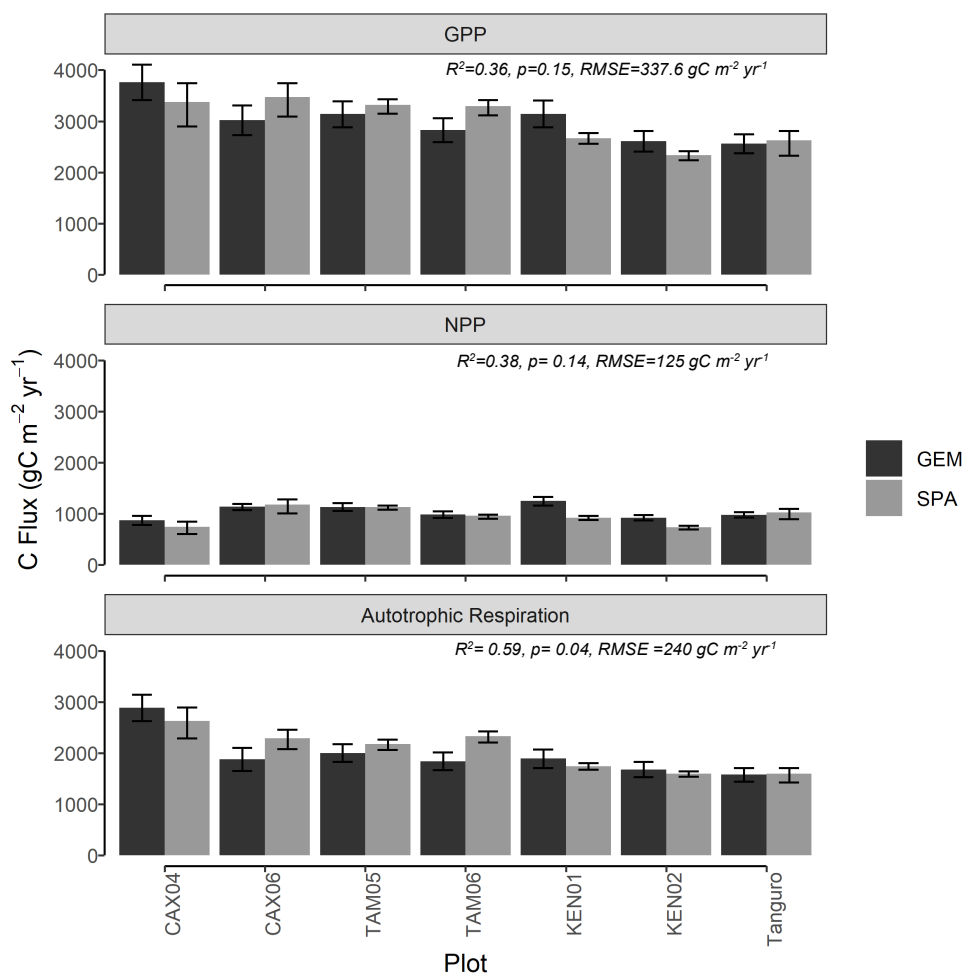 GPP
R²=0.36, p=0.15, RMSE=337.6 gC m⁻² yr⁻¹
4000
3000
2000
1000
0
NPP
R²=0.38, p= 0.14, RMSE=125 gC m⁻² yr⁻¹
4000
3000
2000
1000
0
C Flux (gC m⁻² yr⁻¹)
GEM
SPA
Autotrophic Respiration
R²= 0.59, p= 0.04, RMSE =240 gC m⁻² yr⁻¹
4000
3000
2000
1000
0
CAX04
CAX06
TAM05
TAM06
KEN01
KEN02
Tanguro
Plot